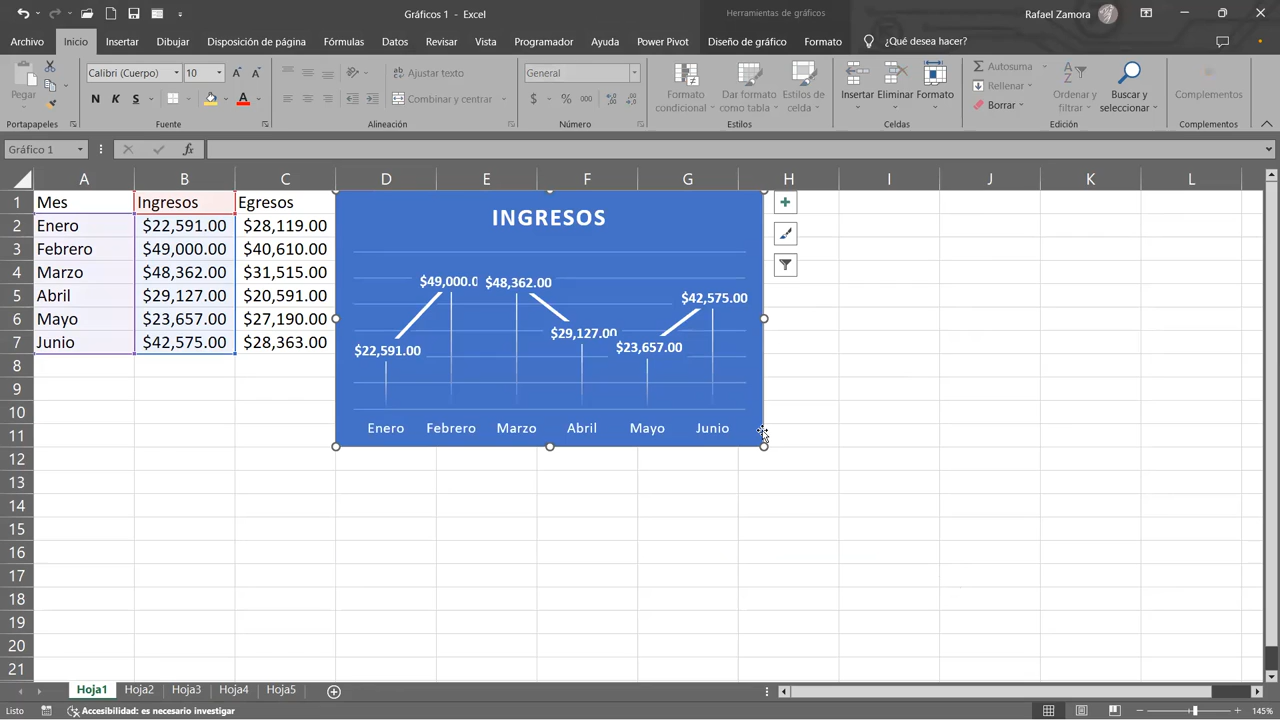 Gráficos 1 - Excel
Herramientas de gráficos
Rafael Zamora
Archivo Inicio Insertar Dibujar Disposición de página Fórmulas Datos Revisar Vista Programador Ayuda Power Pivot Diseño de gráfico Formato ¿Qué desea hacer?
Calibri (Cuerpo) 10 A A Ajustar texto General Autosuma
Pegar Formato condicional Dar formato como tabla Estilos de celda Insertar Eliminar Formato Rellenar Ordenar y filtrar Buscar y seleccionar Complementos
N K S A Combinar y centrar $ % 000 Borrar
Portapapeles Fuente Alineación Número Estilos Celdas Edición Complementos
Gráfico 1 fx
A B C D E F G H I J K L
1 Mes Ingresos Egresos
2 Enero $22,591.00 $28,119.00
3 Febrero $49,000.00 $40,610.00
4 Marzo $48,362.00 $31,515.00
5 Abril $29,127.00 $20,591.00
6 Mayo $23,657.00 $27,190.00
7 Junio $42,575.00 $28,363.00
8
9
10
11
12
13
14
15
16
17
18
19
20
21
INGRESOS
$49,000.0 $48,362.00
$42,575.00
$29,127.00
$22,591.00 $23,657.00
Enero Febrero Marzo Abril Mayo Junio
Hoja1 Hoja2 Hoja3 Hoja4 Hoja5
Listo Accesibilidad: es necesario investigar 145%